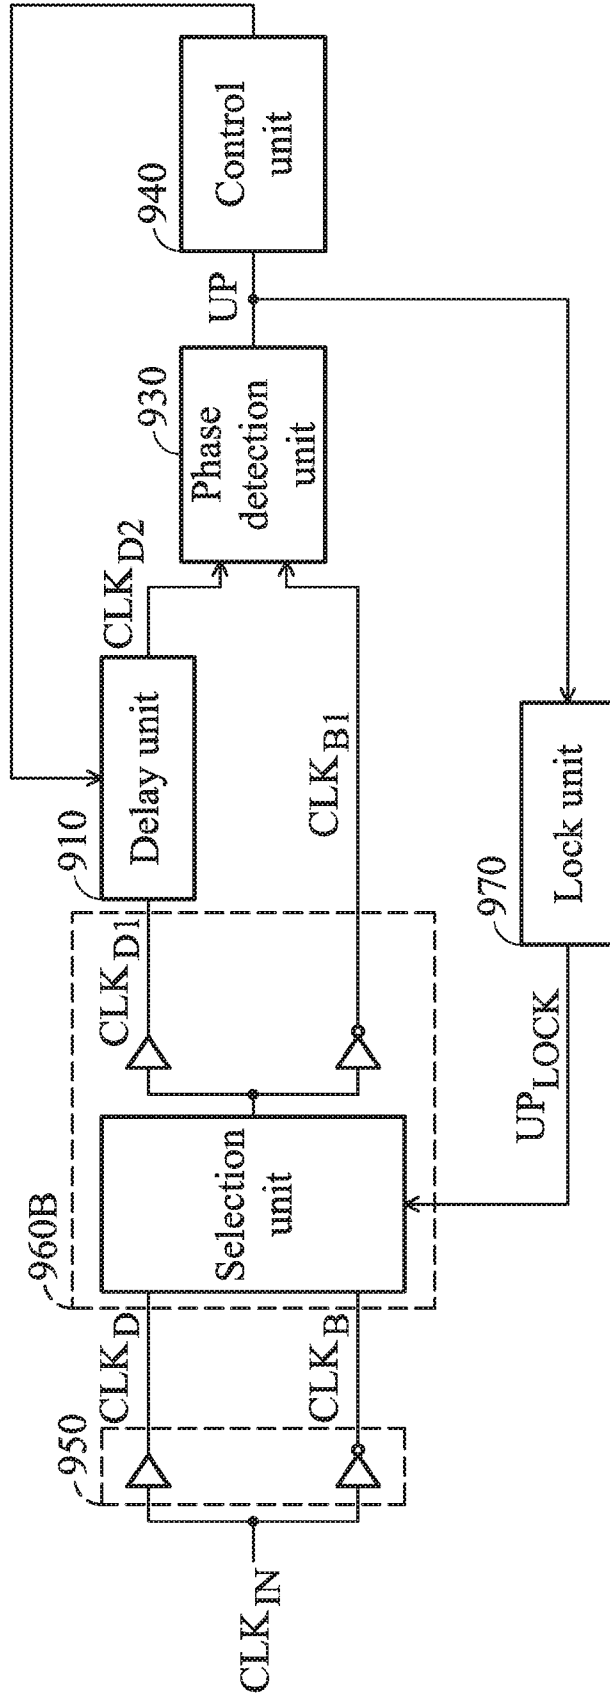 CLK_IN
950
CLK_D
CLK_B
960B
Selection
unit
CLK_D1
CLK_B1
910
Delay unit
CLK_D2
930
Phase
detection
unit
UP
940
Control
unit
970
Lock unit
UP_LOCK